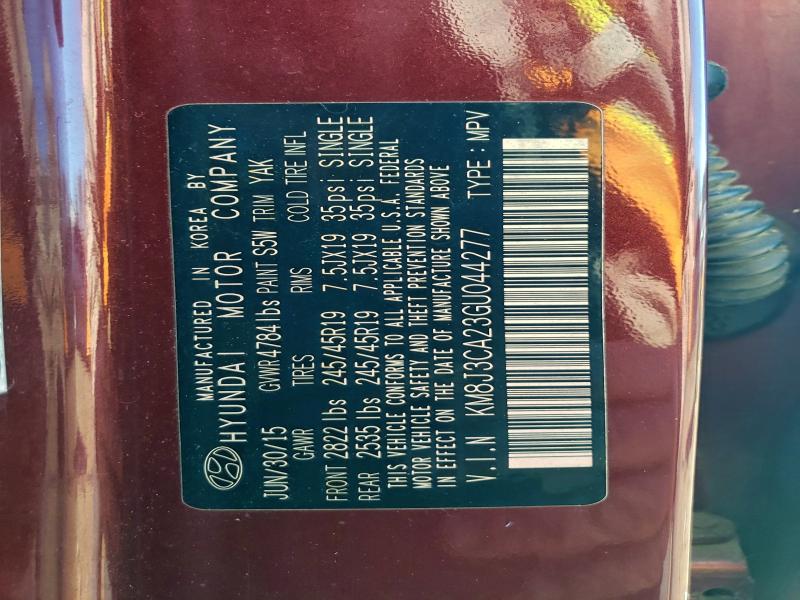 MANUFACTURED IN KOREA BY
HYUNDAI MOTOR COMPANY
JUN/30/15 GVWR 4784 lbs PAINT S5W TRIM YAK
GAWR TIRES RIMS COLD TIRE INFL
FRONT 2822 lbs 245/45R19 7.5JX19 35psi SINGLE
REAR 2535 lbs 245/45R19 7.5JX19 35psi SINGLE
THIS VEHICLE CONFORMS TO ALL APPLICABLE U.S.A. FEDERAL
MOTOR VEHICLE SAFETY AND THEFT PREVENTION STANDARDS
IN EFFECT ON THE DATE OF MANUFACTURE SHOWN ABOVE
V.I.N KM8JT3CA23GU044277 TYPE : MPV